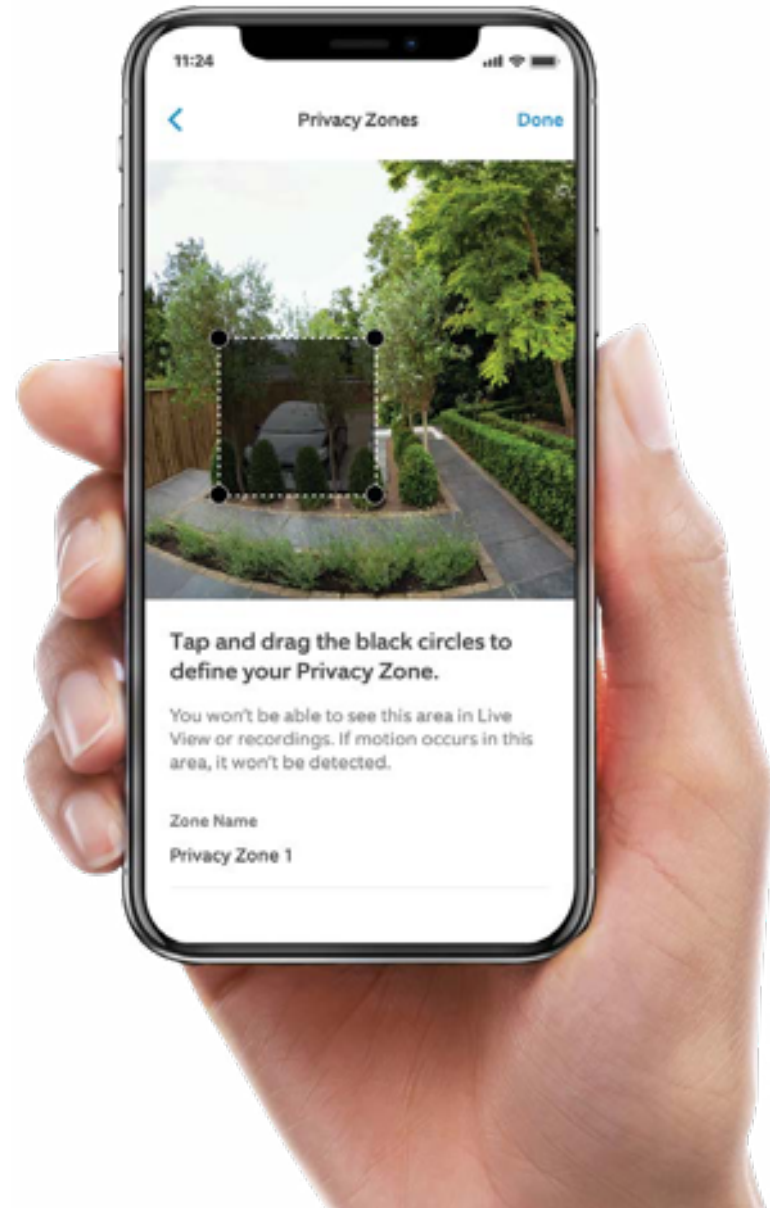 11:24
Privacy Zones
Done
Tap and drag the black circles to
define your Privacy Zone.
You won't be able to see this area in Live
View or recordings. If motion occurs in this
area, it won't be detected.
Zone Name
Privacy Zone 1